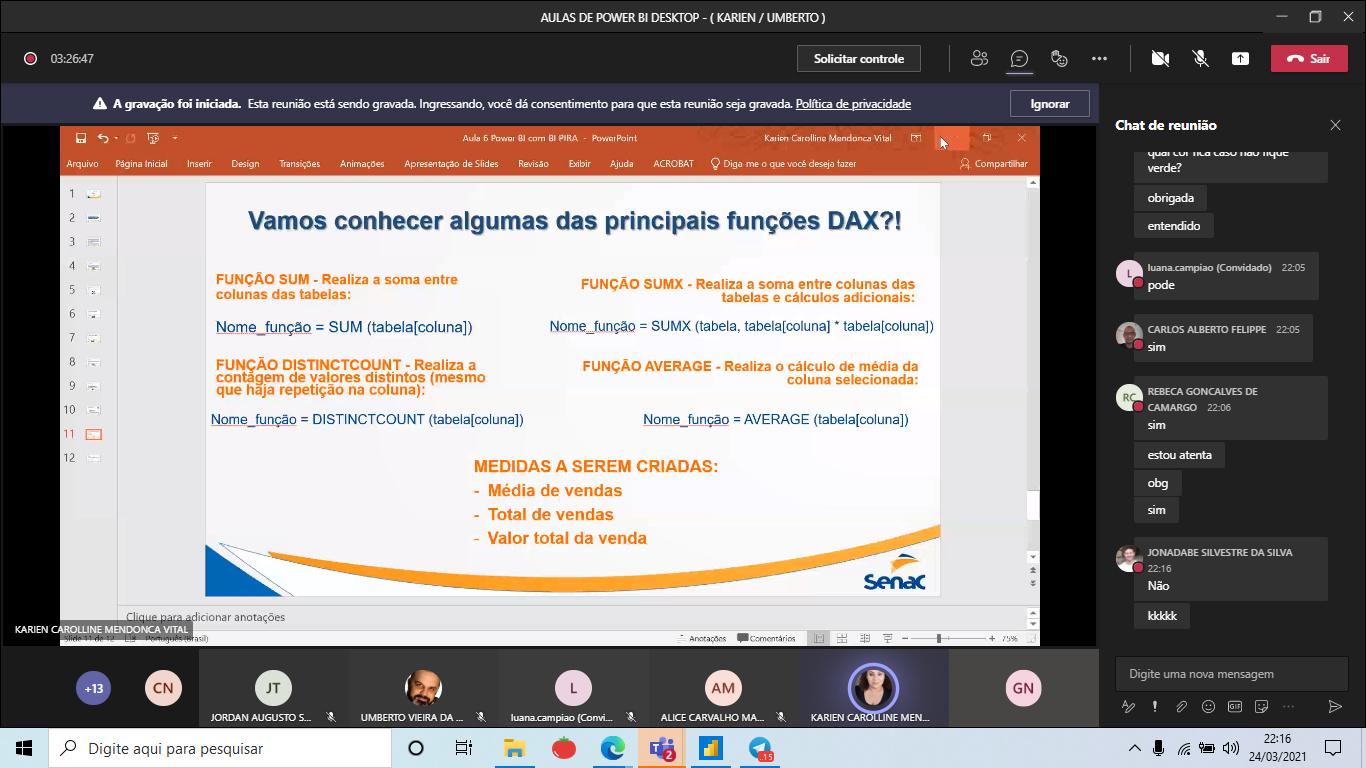 AULAS DE POWER BI DESKTOP - ( KARIEN / UMBERTO )
03:26:47
Solicitar controle
Sair
A gravação foi iniciada. Esta reunião está sendo gravada. Ingressando, você dá consentimento para que esta reunião seja gravada. Política de privacidade
Ignorar
Aula 6 Power BI com BI PIRA - PowerPoint
Karien Carolline Mendonca Vital
Arquivo Página Inicial Inserir Design Transições Animações Apresentação de Slides Revisão Exibir Ajuda ACROBAT Diga-me o que você deseja fazer Compartilhar
1
2
3
4
5
6
7
8
9
10
11
12
Vamos conhecer algumas das principais funções DAX?!
FUNÇÃO SUM - Realiza a soma entre
colunas das tabelas:
Nome_função = SUM (tabela[coluna])
FUNÇÃO SUMX - Realiza a soma entre colunas das
tabelas e cálculos adicionais:
Nome_função = SUMX (tabela, tabela[coluna] * tabela[coluna])
FUNÇÃO DISTINCTCOUNT - Realiza a
contagem de valores distintos (mesmo
que haja repetição na coluna):
Nome_função = DISTINCTCOUNT (tabela[coluna])
FUNÇÃO AVERAGE - Realiza o cálculo de média da
coluna selecionada:
Nome_função = AVERAGE (tabela[coluna])
MEDIDAS A SEREM CRIADAS:
- Média de vendas
- Total de vendas
- Valor total da venda
Senac
Clique para adicionar anotações
KARIEN CAROLLINE MENDONCA VITAL
Slide 11 de 12 Português (Brasil)
Anotações Comentários 75%
+13
CN
JT
JORDAN AUGUSTO S...
UMBERTO VIEIRA DA ...
L
luana.campiao (Convi...
AM
ALICE CARVALHO MA...
KARIEN CAROLLINE MEN...
GN
Chat de reunião
qual cor fica caso não fique
verde?
obrigada
entendido
L
luana.campiao (Convidado) 22:05
pode
CARLOS ALBERTO FELIPPE 22:05
sim
RC
REBECA GONCALVES DE
CAMARGO 22:06
sim
estou atenta
obg
sim
JONADABE SILVESTRE DA SILVA
22:16
Não
kkkkk
Digite uma nova mensagem
GIF
Digite aqui para pesquisar
2
..15
22:16
24/03/2021